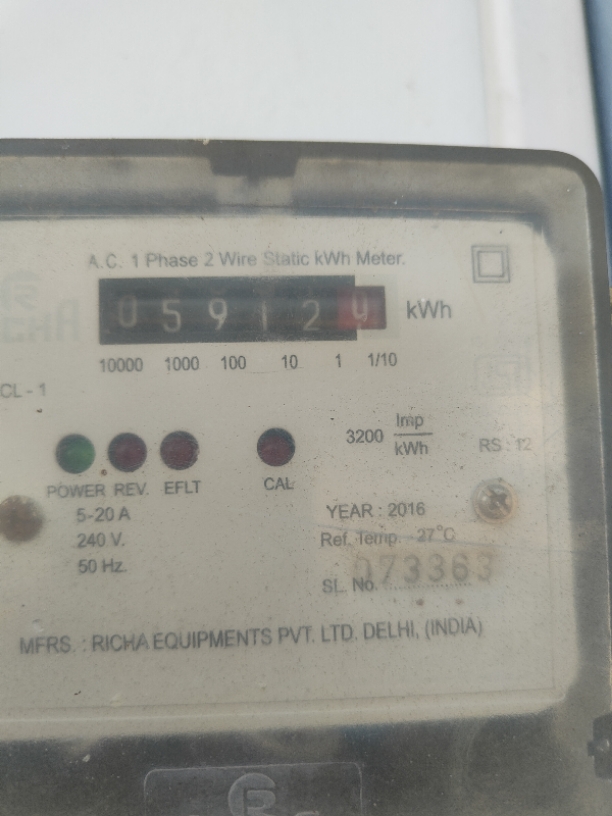 A.C. 1 Phase 2 Wire Static kWh Meter.
0 5 9 1 2 kWh
10000 1000 100 10 1 1/10
CL - 1
3200 Imp/kWh
RS : 12
POWER REV. EFLT CAL
5-20 A
240 V.
50 Hz.
YEAR : 2016
Ref. Temp. - 27°C
SL. No. 073363
MFRS. : RICHA EQUIPMENTS PVT. LTD. DELHI, (INDIA)